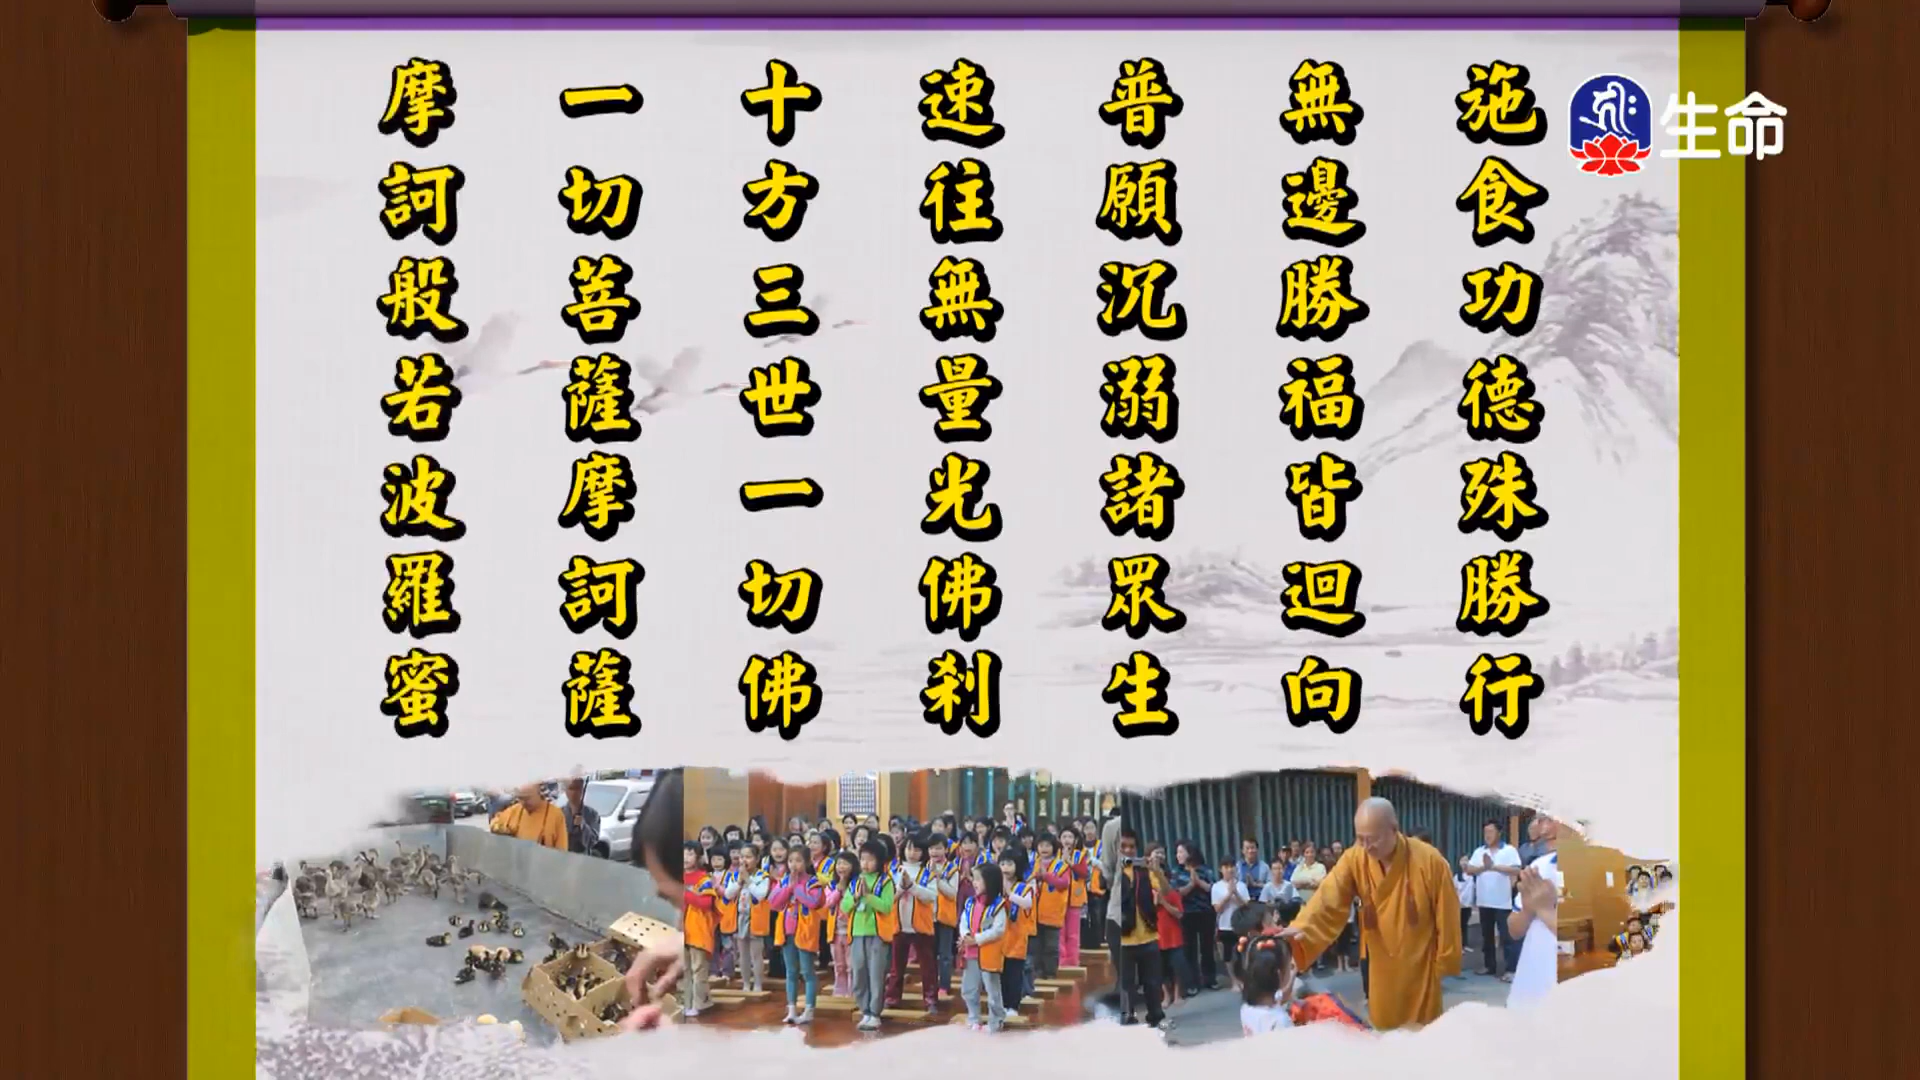 施食功德殊勝行
無邊勝福皆迴向
普願沉溺諸眾生
速往無量光佛剎
十方三世一切佛
一切菩薩摩訶薩
摩訶般若波羅蜜
生命